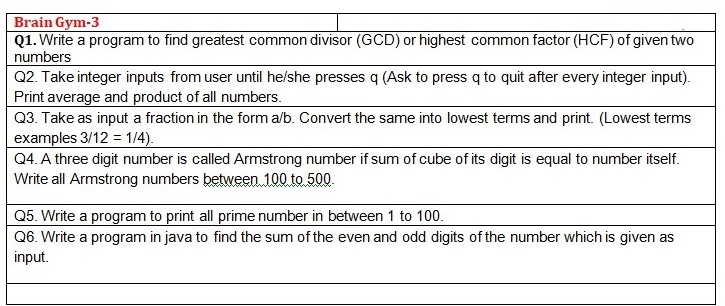 Brain Gym-3
Q1. Write a program to find greatest common divisor (GCD) or highest common factor (HCF) of given two
numbers
Q2. Take integer inputs from user until he/she presses q (Ask to press q to quit after every integer input).
Print average and product of all numbers.
Q3. Take as input a fraction in the form a/b. Convert the same into lowest terms and print. (Lowest terms
examples 3/12 = 1/4).
Q4. A three digit number is called Armstrong number if sum of cube of its digit is equal to number itself.
Write all Armstrong numbers between 100 to 500.
Q5. Write a program to print all prime number in between 1 to 100.
Q6. Write a program in java to find the sum of the even and odd digits of the number which is given as
input.